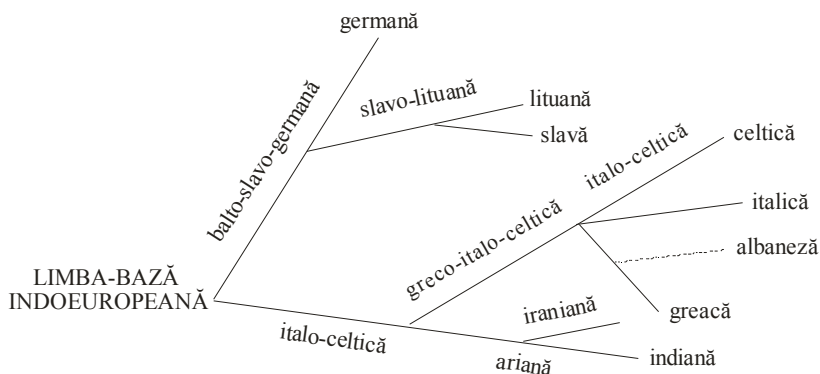 germană
balto-slavo-germană
slavo-lituană
lituană
slavă
LIMBA-BAZĂ
INDOEUROPEANĂ
italo-celtică
greco-italo-celtică
italo-celtică
celtică
italică
albaneză
greacă
ariană
iraniană
indiană